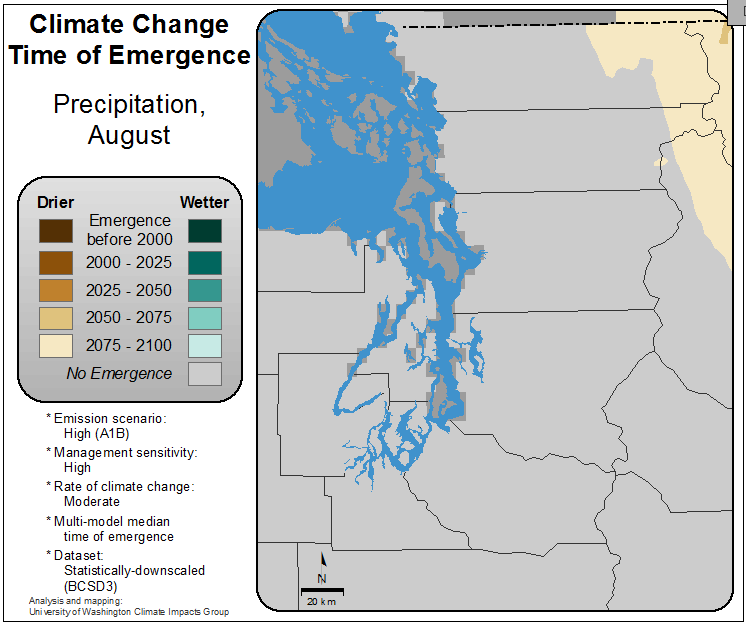 Climate Change
Time of Emergence
Precipitation,
August
Drier Wetter
Emergence
before 2000
2000 - 2025
2025 - 2050
2050 - 2075
2075 - 2100
No Emergence
* Emission scenario:
High (A1B)
* Management sensitivity:
High
* Rate of climate change:
Moderate
* Multi-model median
time of emergence
* Dataset:
Statistically-downscaled
(BCSD3)
Analysis and mapping:
University of Washington Climate Impacts Group
N
20 km